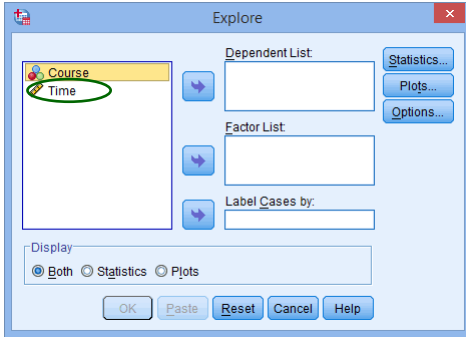 Explore
Dependent List:
Statistics...
Course
Time
Plots...
Options...
Factor List:
Label Cases by:
Display
Both Statistics Plots
OK Paste Reset Cancel Help